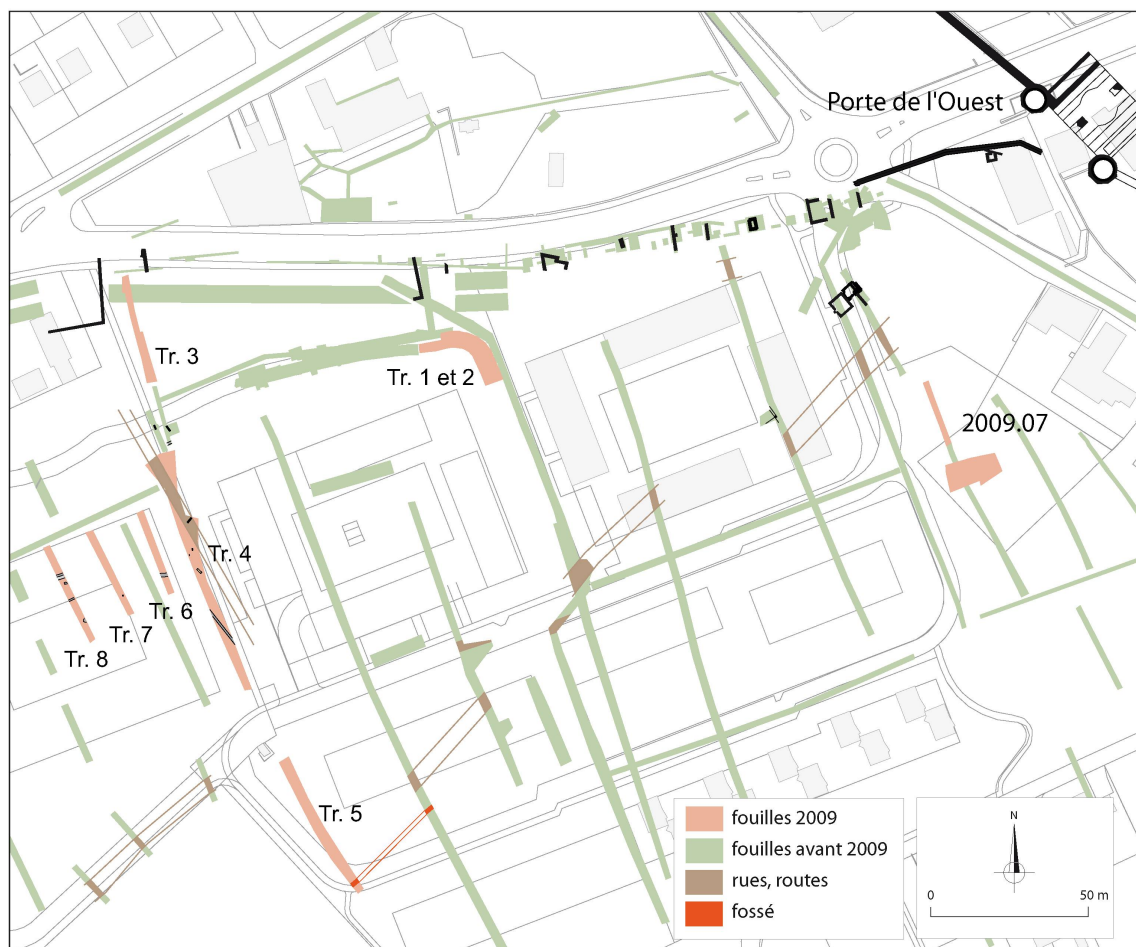 Porte de l'Ouest
Tr. 3
Tr. 1 et 2
2009.07
Tr. 4
Tr. 6
Tr. 7
Tr. 8
Tr. 5
fouilles 2009
fouilles avant 2009
rues, routes
fossé
N
0 50 m